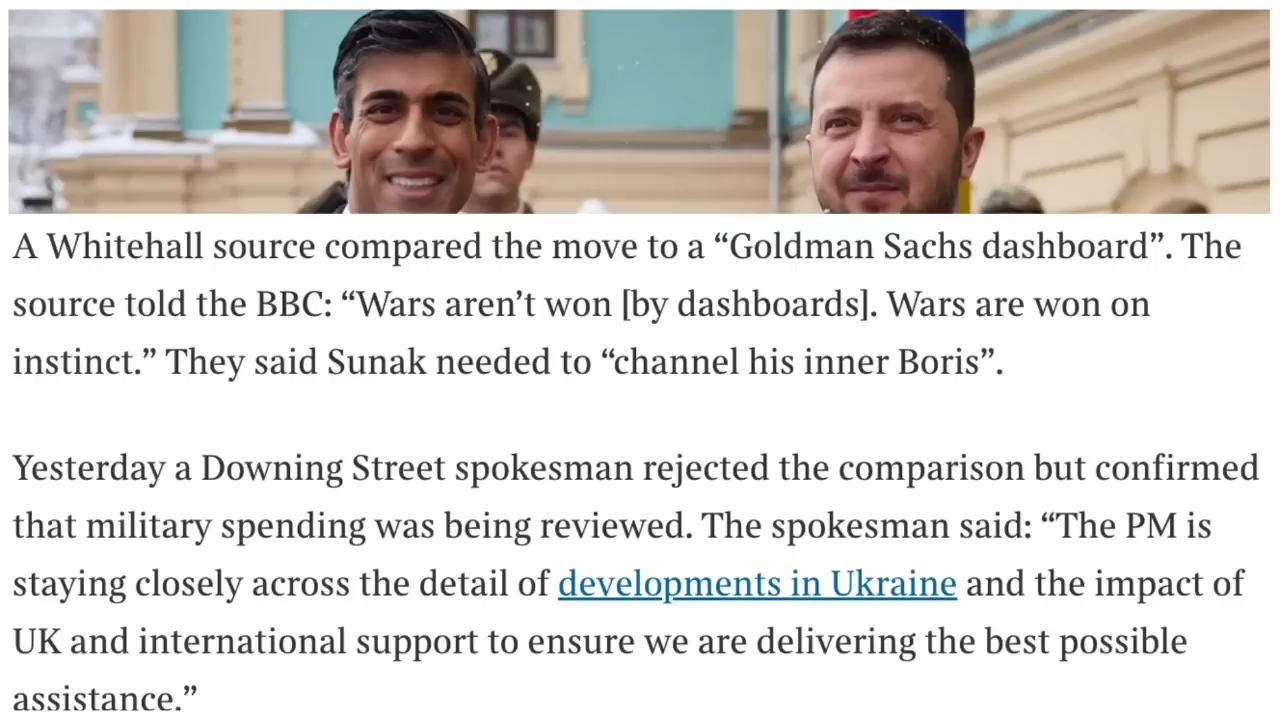 A Whitehall source compared the move to a “Goldman Sachs dashboard”. The
source told the BBC: “Wars aren’t won [by dashboards]. Wars are won on
instinct.” They said Sunak needed to “channel his inner Boris”.
Yesterday a Downing Street spokesman rejected the comparison but confirmed
that military spending was being reviewed. The spokesman said: “The PM is
staying closely across the detail of developments in Ukraine and the impact of
UK and international support to ensure we are delivering the best possible
assistance.”